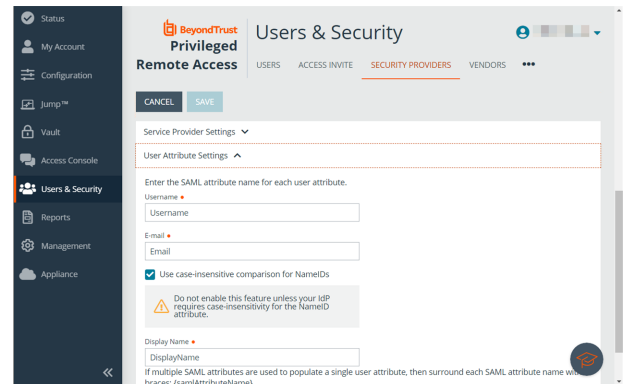 Status
My Account
Configuration
Jump™
Vault
Access Console
Users & Security
Reports
Management
Appliance
BeyondTrust
Privileged
Remote Access
Users & Security
USERS ACCESS INVITE SECURITY PROVIDERS VENDORS •••
CANCEL SAVE
Service Provider Settings
User Attribute Settings
Enter the SAML attribute name for each user attribute.
Username •
Username
E-mail •
Email
Use case-insensitive comparison for NameIDs
Do not enable this feature unless your IdP
requires case-insensitivity for the NameID
attribute.
Display Name •
DisplayName
If multiple SAML attributes are used to populate a single user attribute, then surround each SAML attribute name with
braces: {samlAttributeName}